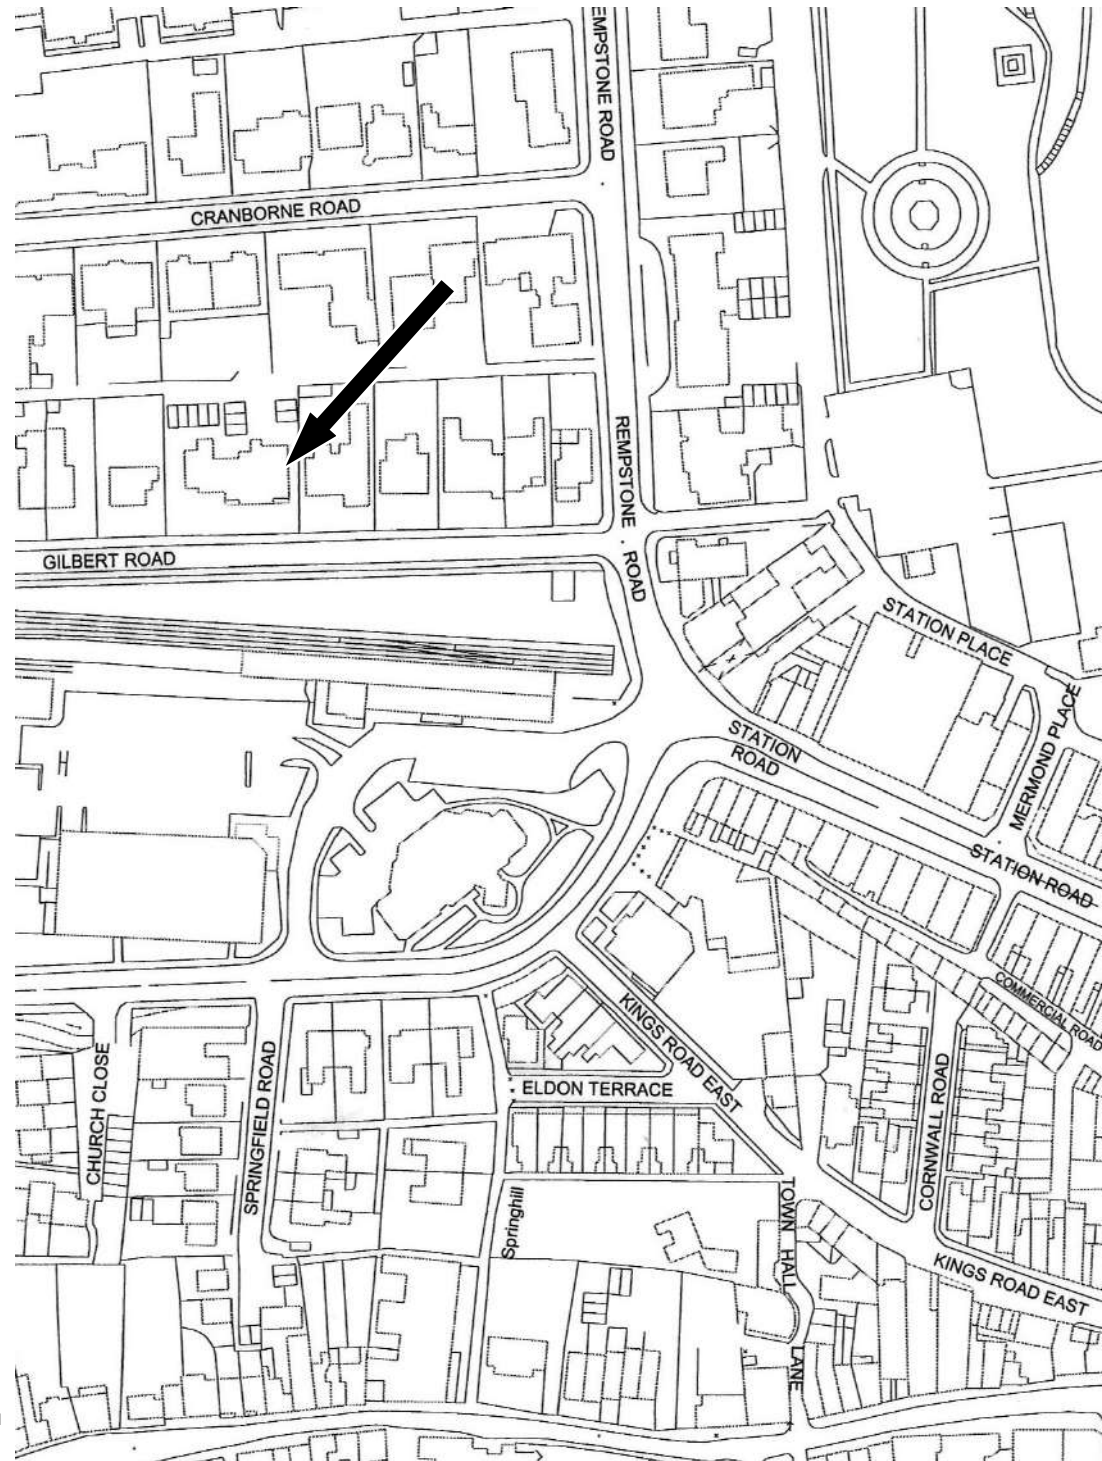 EMPSTONE ROAD
CRANBORNE ROAD
REMPSTONE ROAD
GILBERT ROAD
STATION PLACE
MERMOND PLACE
STATION
ROAD
STATION ROAD
COMMERCIAL ROAD
KINGS ROAD EAST
ELDON TERRACE
CHURCH CLOSE
SPRINGFIELD ROAD
CORNWALL ROAD
Springhill
TOWN HALL LANE
KINGS ROAD EAST